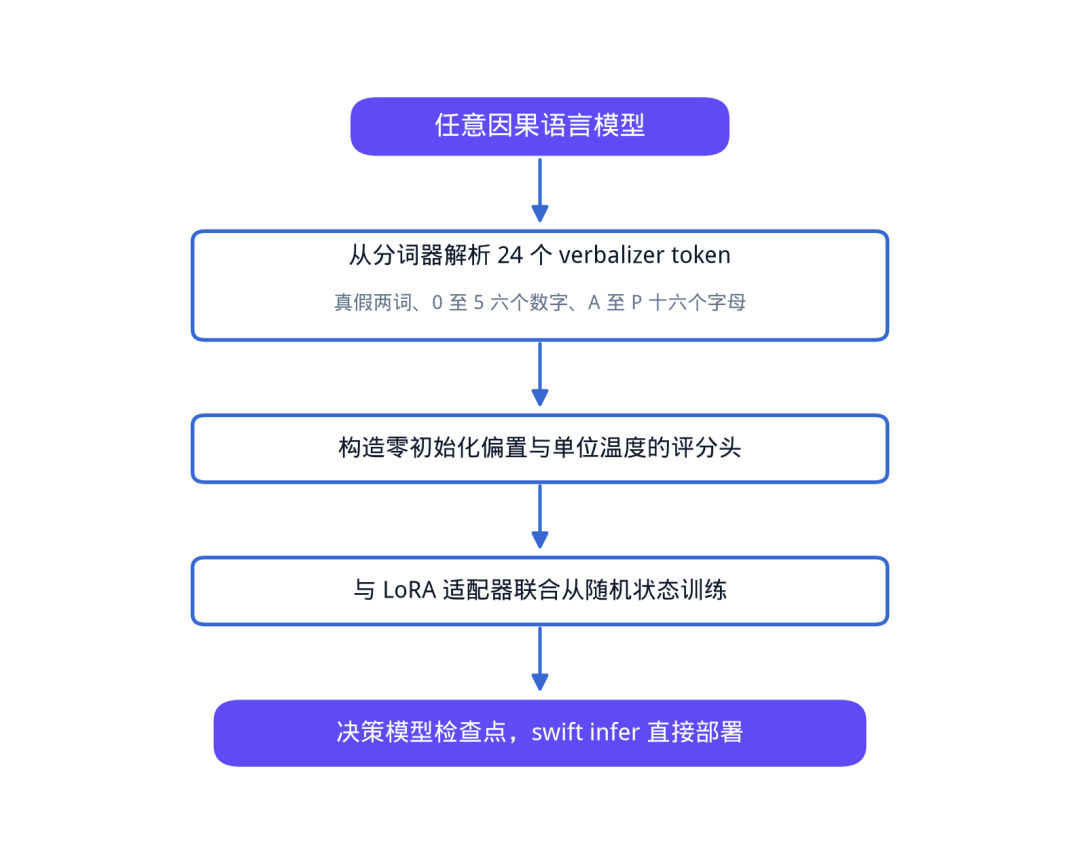 任意因果语言模型
从分词器解析 24 个 verbalizer token
真假两词、0 至 5 六个数字、A 至 P 十六个字母
构造零初始化偏置与单位温度的评分头
与 LoRA 适配器联合从随机状态训练
决策模型检查点，swift infer 直接部署